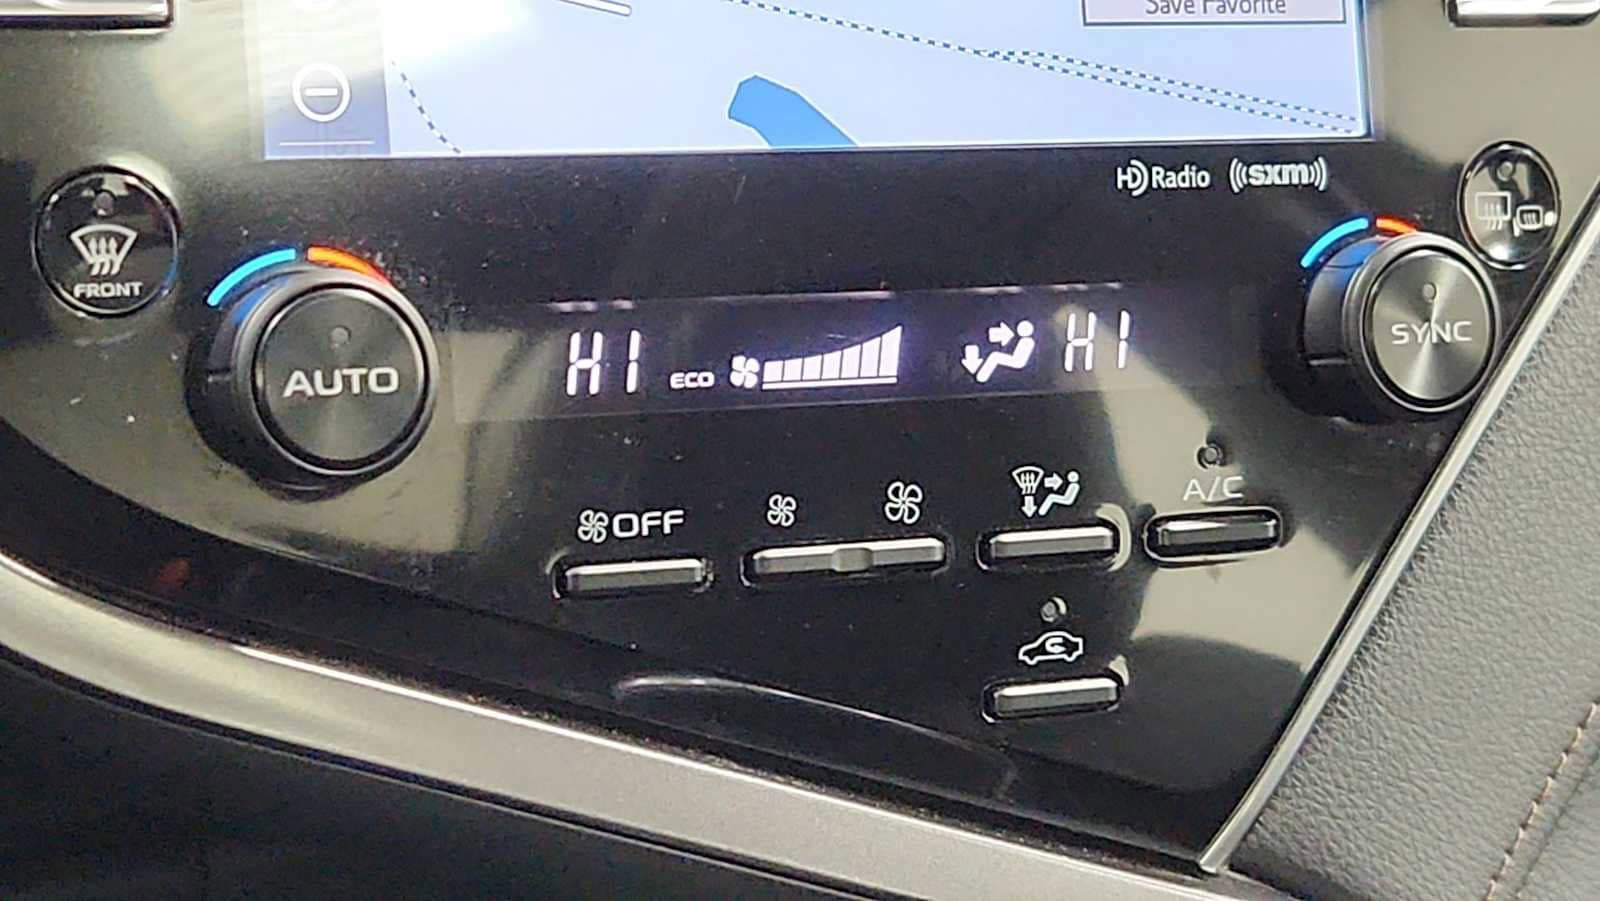 Save Favorite
HD Radio
((sxm))
FRONT
AUTO
HI
ECO
HI
SYNC
OFF
A/C